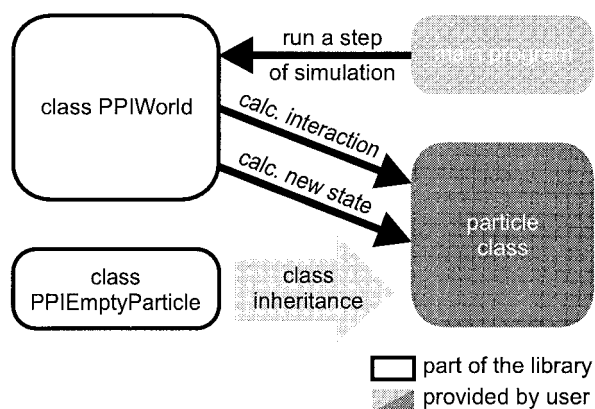 run a step
of simulation
main program
class PPIWorld
calc. interaction
calc. new state
particle
class
class
PPIEmptyParticle
class
inheritance
part of the library
provided by user